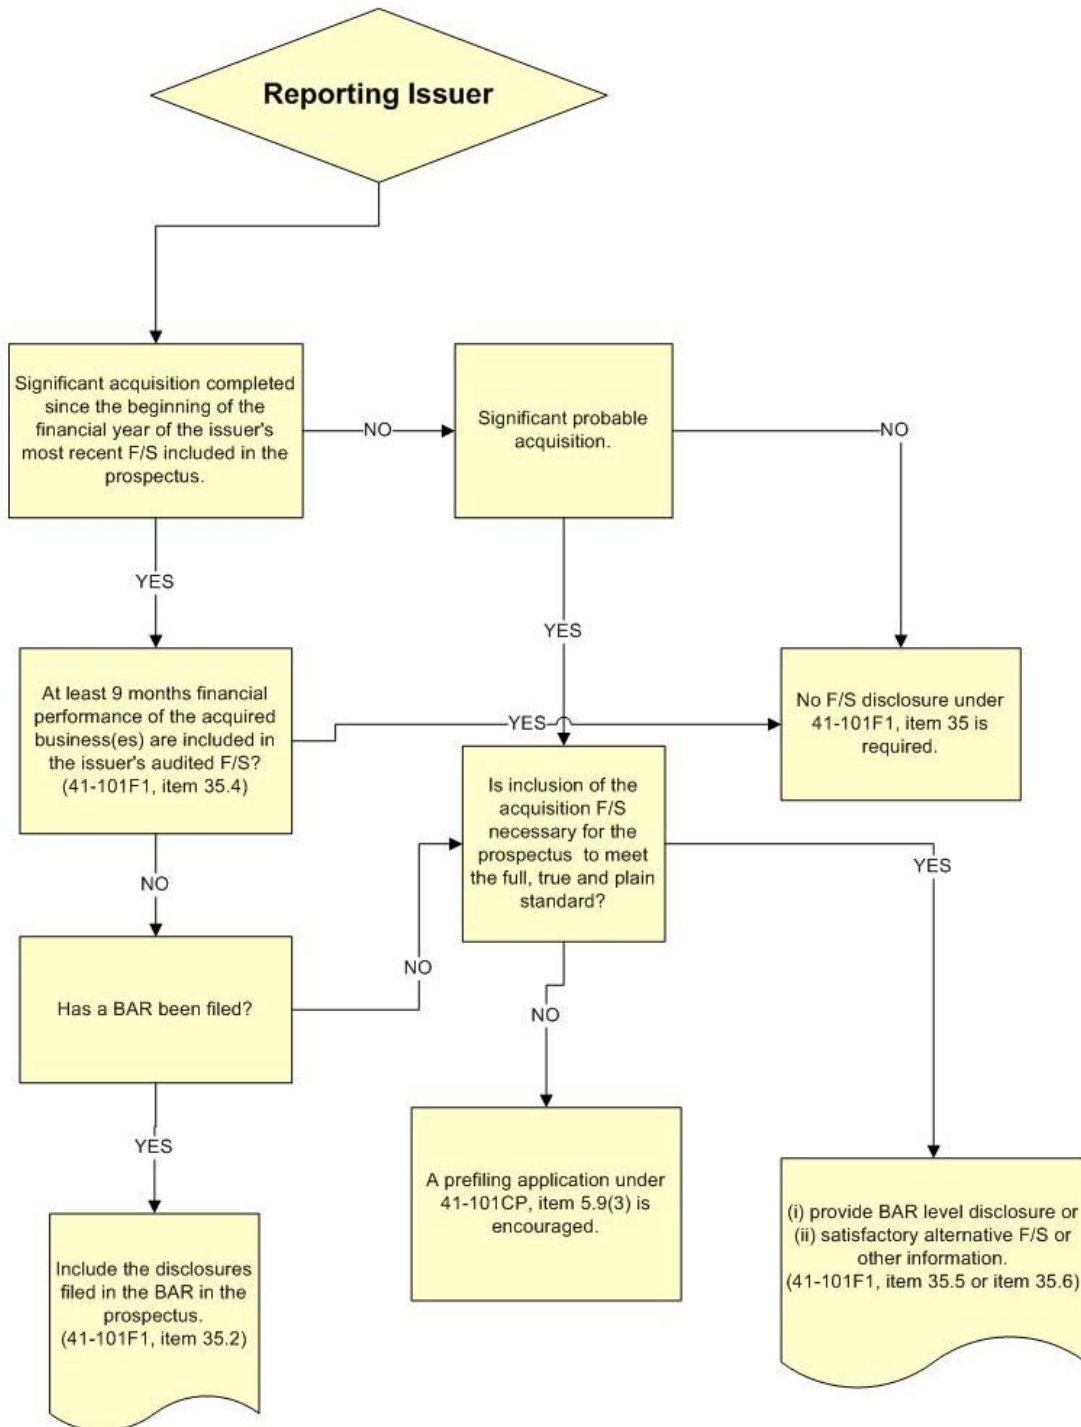 Reporting Issuer
Significant acquisition completed
since the beginning of the
financial year of the issuer's
most recent F/S included in the
prospectus.
NO
Significant probable
acquisition.
NO
YES
YES
At least 9 months financial
performance of the acquired
business(es) are included in
the issuer's audited F/S?
(41-101F1, item 35.4)
YES
No F/S disclosure under
41-101F1, item 35 is
required.
Is inclusion of the
acquisition F/S
necessary for the
prospectus to meet
the full, true and plain
standard?
YES
NO
NO
Has a BAR been filed?
NO
YES
A prefiling application under
41-101CP, item 5.9(3) is
encouraged.
(i) provide BAR level disclosure or
(ii) satisfactory alternative F/S or
other information.
(41-101F1, item 35.5 or item 35.6)
Include the disclosures
filed in the BAR in the
prospectus.
(41-101F1, item 35.2)